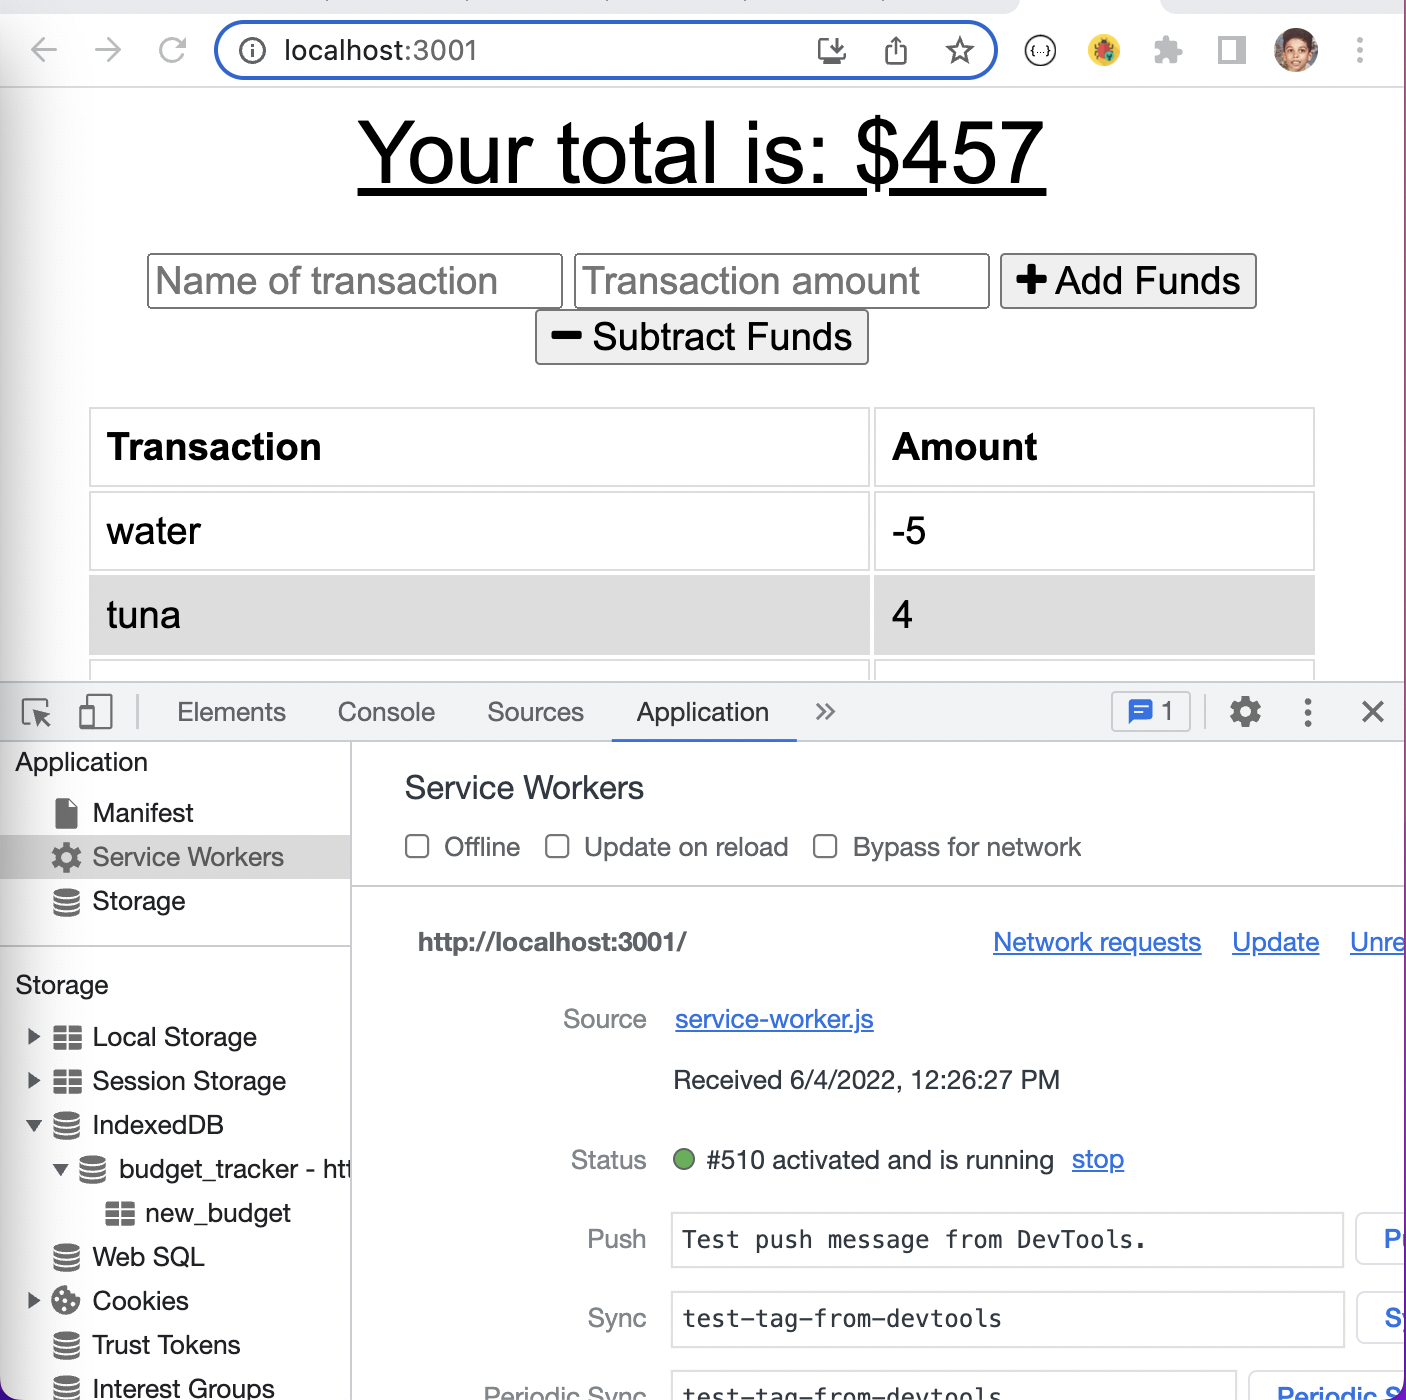 localhost:3001
Your total is: $457
Name of transaction Transaction amount Add Funds
Subtract Funds
Transaction Amount
water -5
tuna 4
Elements Console Sources Application 1
Application
Manifest
Service Workers
Storage
Storage
Local Storage
Session Storage
IndexedDB
budget_tracker - htt
new_budget
Web SQL
Cookies
Trust Tokens
Interest Groups
Service Workers
Offline Update on reload Bypass for network
http://localhost:3001/ Network requests Update Unre
Source service-worker.js
Received 6/4/2022, 12:26:27 PM
Status #510 activated and is running stop
Push Test push message from DevTools. Pu
Sync test-tag-from-devtools Sy
Periodic Sync test-tag-from-devtools Periodic S